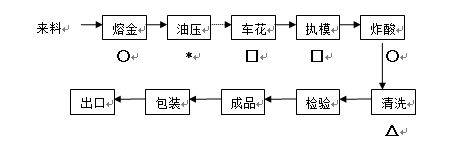 来料 熔金 油压 车花 执模 炸酸
○ * □ □ ○
出口 包装 成品 检验 清洗
△